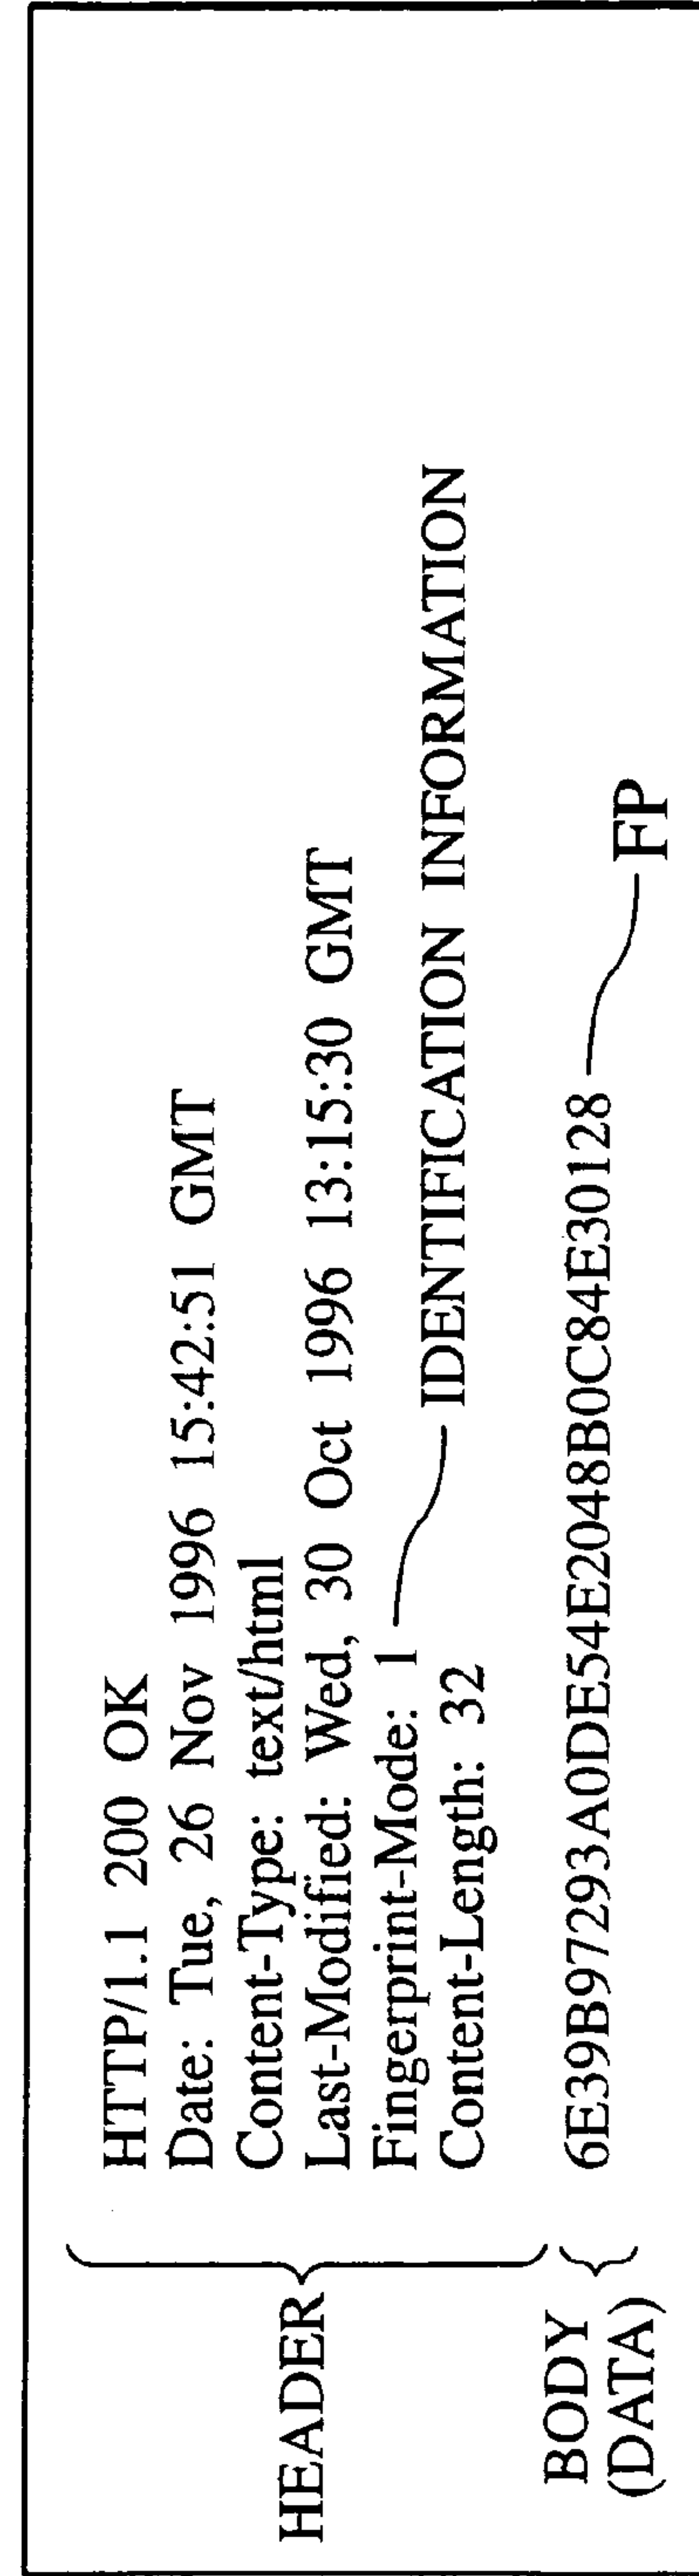 HEADER
HTTP/1.1 200 OK
Date: Tue, 26 Nov 1996 15:42:51 GMT
Content-Type: text/html
Last-Modified: Wed, 30 Oct 1996 13:15:30 GMT
Fingerprint-Mode: 1 IDENTIFICATION INFORMATION
Content-Length: 32
BODY
(DATA)
6E39B97293A0DE54E2048B0C84E30128 FP